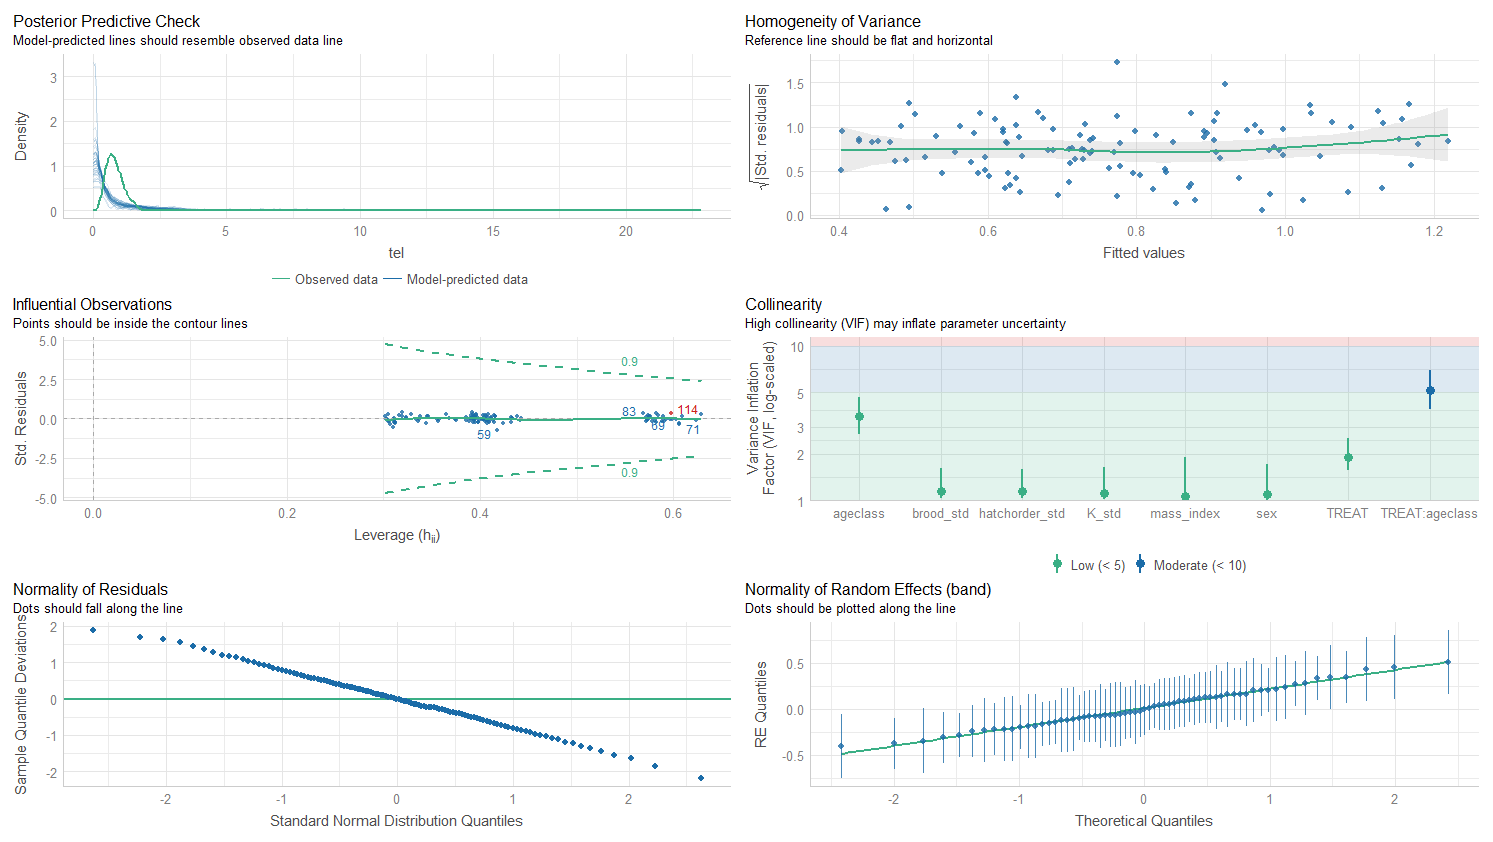 Posterior Predictive Check
Model-predicted lines should resemble observed data line
Density
3
2
1
0
0 5 10 15 20
tel
Observed data Model-predicted data
Homogeneity of Variance
Reference line should be flat and horizontal
√|Std. residuals|
1.5
1.0
0.5
0.0
0.4 0.6 0.8 1.0 1.2
Fitted values
Influential Observations
Points should be inside the contour lines
Std. Residuals
5.0
2.5
0.0
-2.5
-5.0
0.9
83 114
69
59 71
0.9
0.0 0.2 0.4 0.6
Leverage (hii)
Collinearity
High collinearity (VIF) may inflate parameter uncertainty
Variance Inflation
Factor (VIF, log-scaled)
10
5
3
2
1
ageclass brood_std hatchorder_std K_std mass_index sex TREAT TREAT:ageclass
Low (< 5) Moderate (< 10)
Normality of Residuals
Dots should fall along the line
Sample Quantile Deviations
2
1
0
-1
-2
-2 -1 0 1 2
Standard Normal Distribution Quantiles
Normality of Random Effects (band)
Dots should be plotted along the line
RE Quantiles
0.5
0.0
-0.5
-2 -1 0 1 2
Theoretical Quantiles